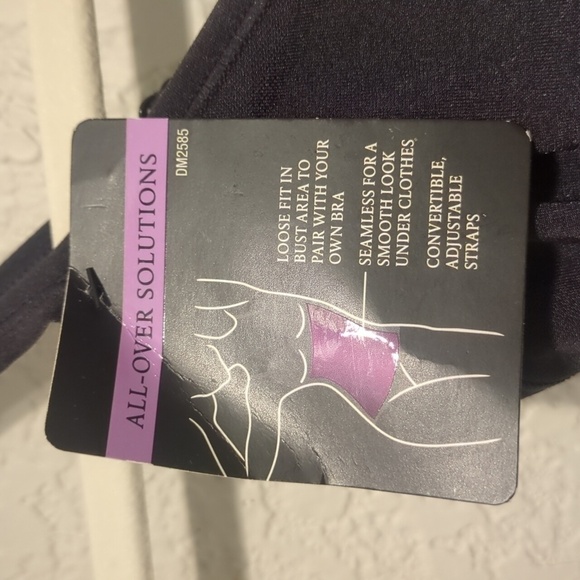 ALL-OVER SOLUTIONS
DM2585
LOOSE FIT IN
BUST AREA TO
PAIR WITH YOUR
OWN BRA
SEAMLESS FOR A
SMOOTH LOOK
UNDER CLOTHES
CONVERTIBLE,
ADJUSTABLE
STRAPS